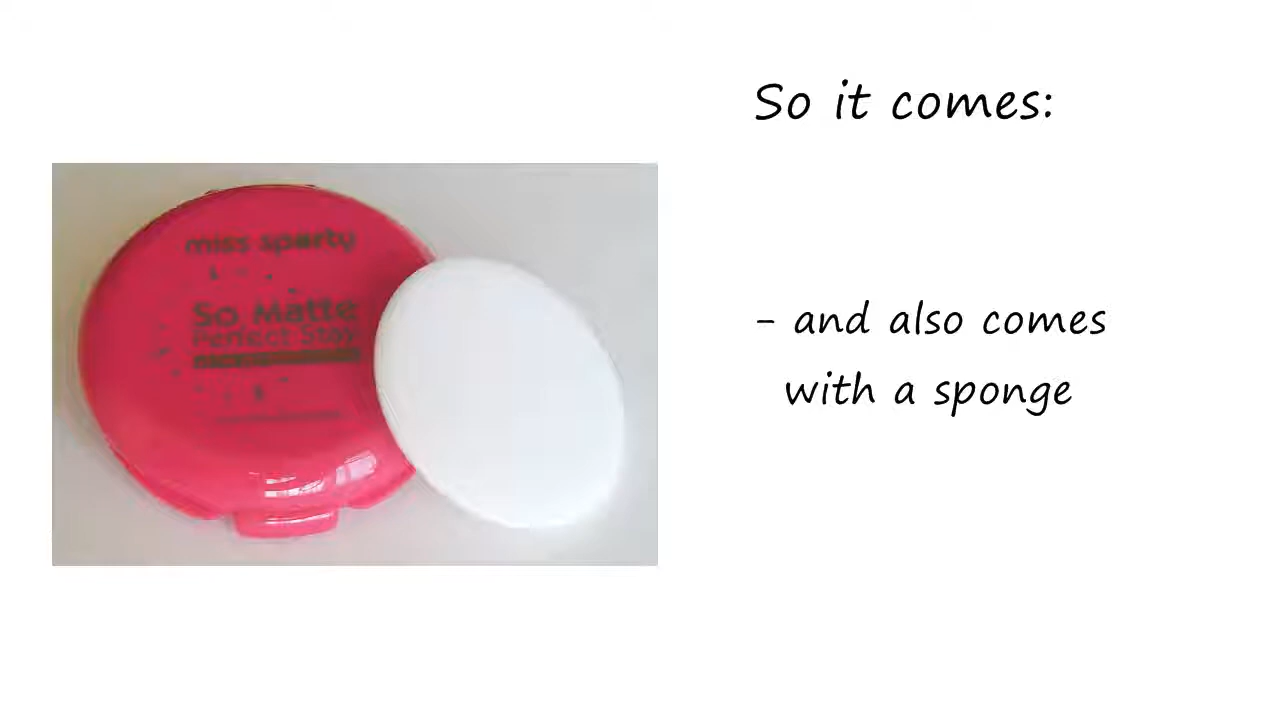 So it comes:
miss sporty
So Matte
Perfect Stay
- and also comes
with a sponge